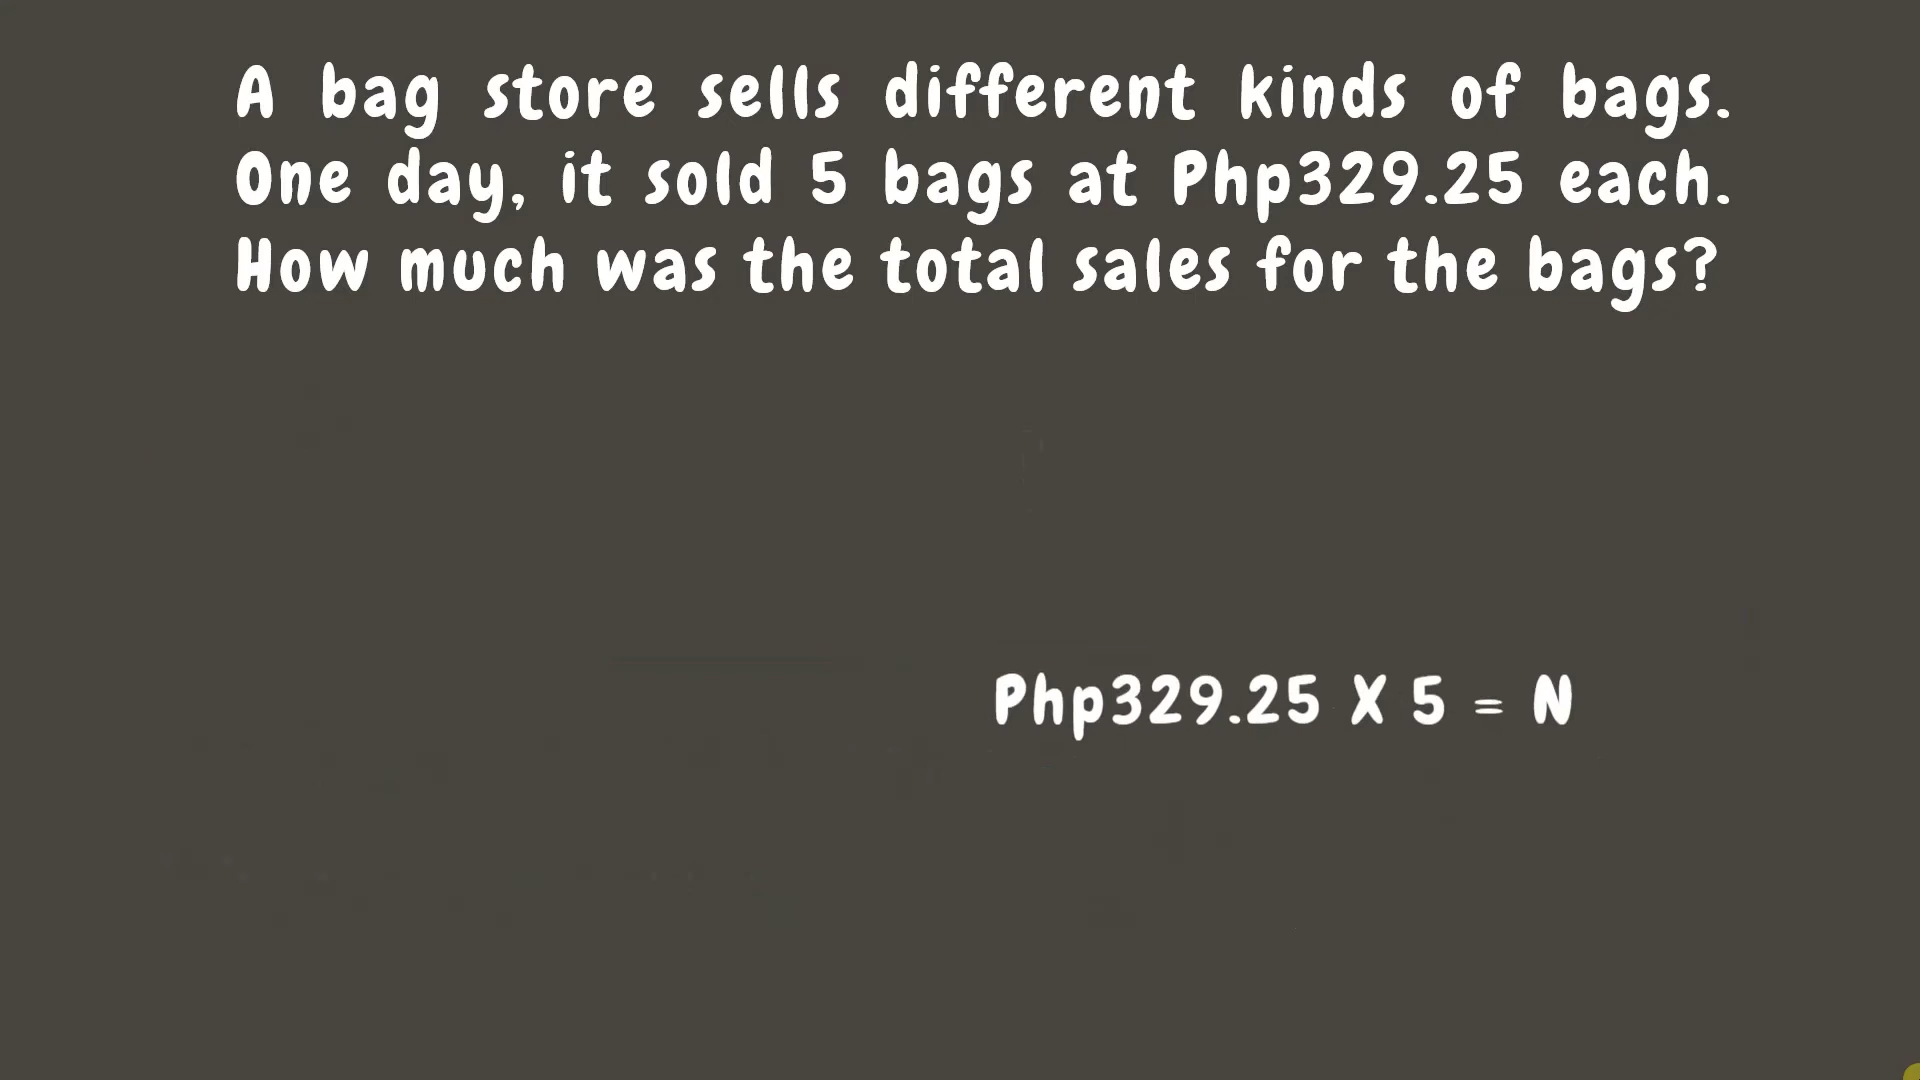 A bag store sells different kinds of bags.
One day, it sold 5 bags at Php329.25 each.
How much was the total sales for the bags?
Php329.25 X 5 = N